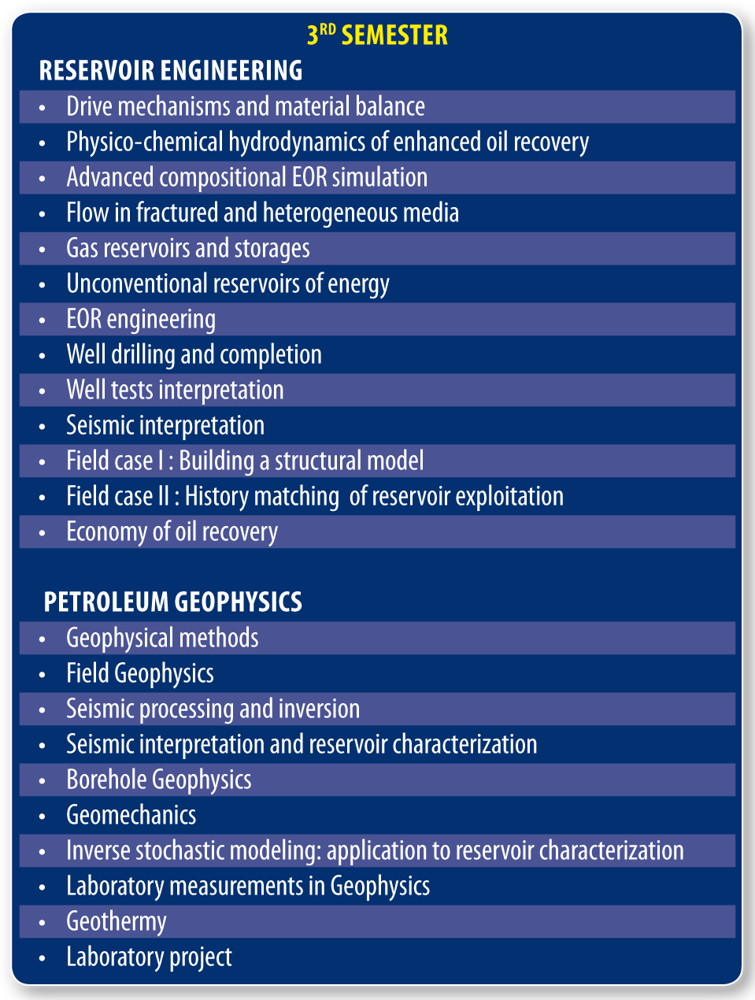 3RD SEMESTER
RESERVOIR ENGINEERING
• Drive mechanisms and material balance
• Physico-chemical hydrodynamics of enhanced oil recovery
• Advanced compositional EOR simulation
• Flow in fractured and heterogeneous media
• Gas reservoirs and storages
• Unconventional reservoirs of energy
• EOR engineering
• Well drilling and completion
• Well tests interpretation
• Seismic interpretation
• Field case I : Building a structural model
• Field case II : History matching  of reservoir exploitation
• Economy of oil recovery
PETROLEUM GEOPHYSICS
• Geophysical methods
• Field Geophysics
• Seismic processing and inversion
• Seismic interpretation and reservoir characterization
• Borehole Geophysics
• Geomechanics
• Inverse stochastic modeling: application to reservoir characterization
• Laboratory measurements in Geophysics
• Geothermy
• Laboratory project